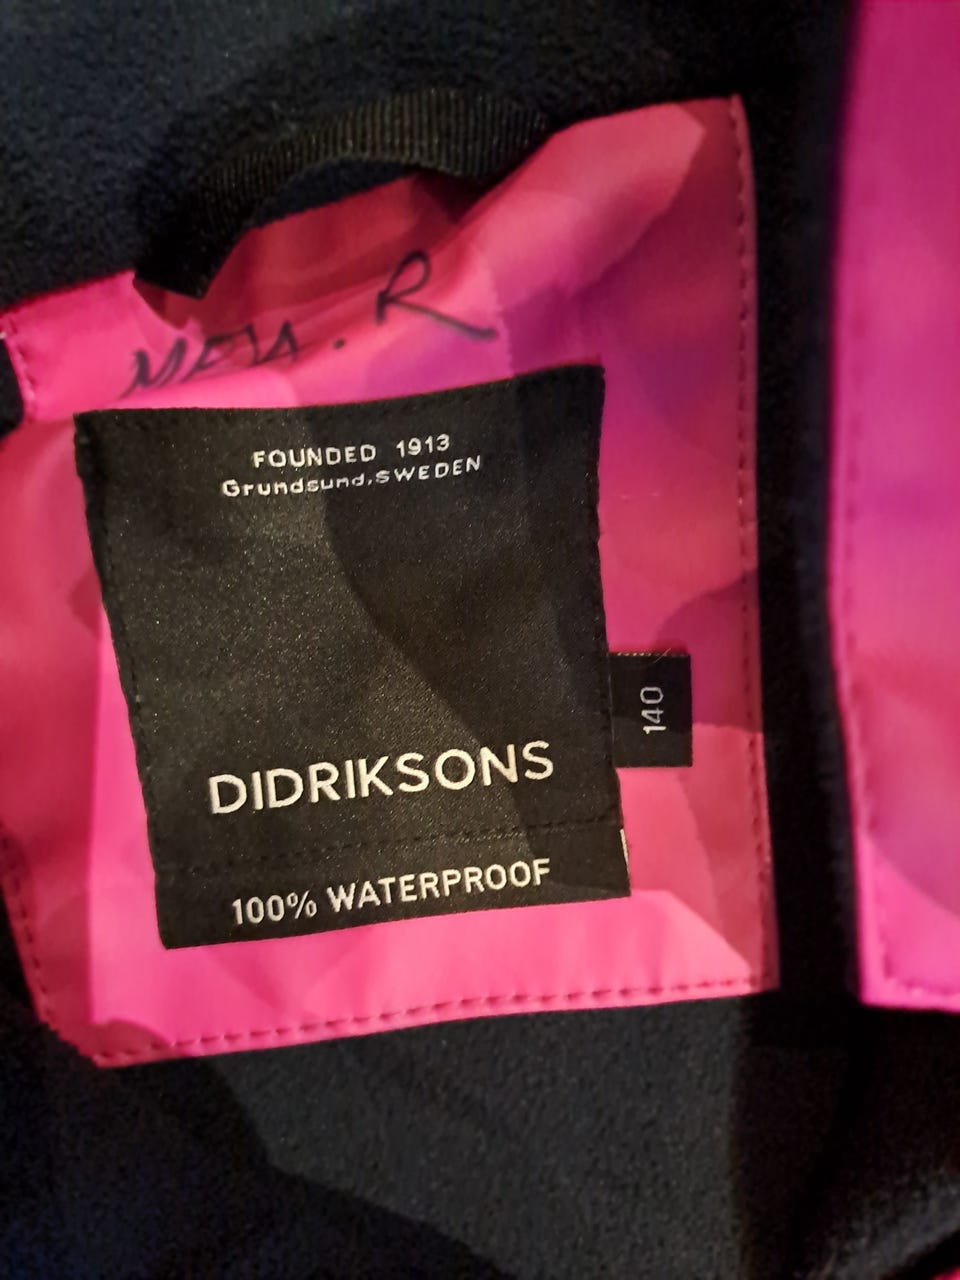 R
FOUNDED 1913
Grundsund, SWEDEN
140
DIDRIKSONS
100% WATERPROOF